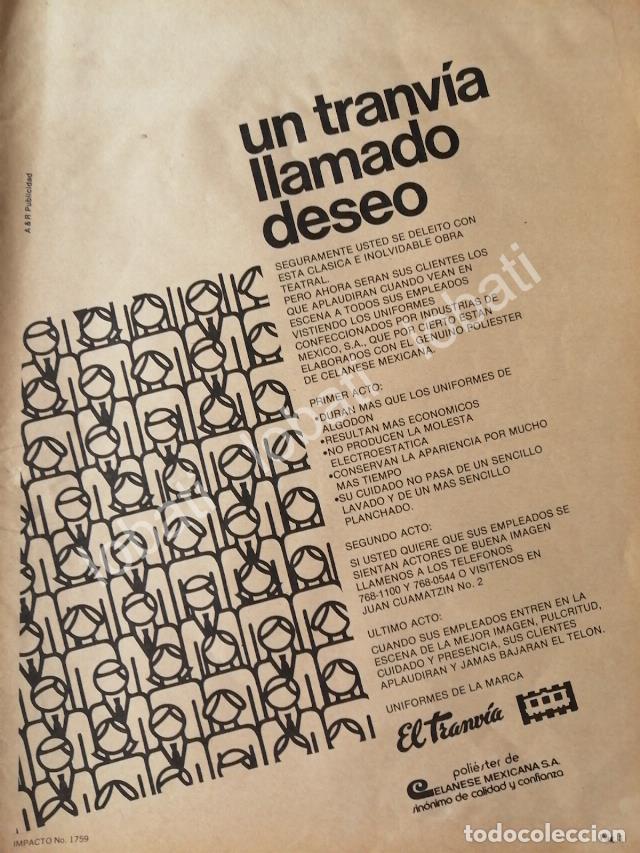 un tranvía
llamado
deseo
A & R Publicidad
SEGURAMENTE USTED SE DELEITO CON
ESTA CLASICA E INOLVIDABLE OBRA
TEATRAL.
PERO AHORA SERAN SUS CLIENTES LOS
QUE APLAUDIRAN CUANDO VEAN EN
ESCENA A TODOS SUS EMPLEADOS
VISTIENDO LOS UNIFORMES
CONFECCIONADOS POR INDUSTRIAS DE
MEXICO, S.A., QUE POR CIERTO ESTAN
ELABORADOS CON EL GENUINO POLIESTER
DE CELANESE MEXICANA.
PRIMER ACTO:
•DURAN MAS QUE LOS UNIFORMES DE
ALGODON
•RESULTAN MAS ECONOMICOS
•NO PRODUCEN LA MOLESTA
ELECTROESTATICA
•CONSERVAN LA APARIENCIA POR MUCHO
MAS TIEMPO
•SU CUIDADO NO PASA DE UN SENCILLO
LAVADO Y DE UN MAS SENCILLO
PLANCHADO.
SEGUNDO ACTO:
SI USTED QUIERE QUE SUS EMPLEADOS SE
SIENTAN ACTORES DE BUENA IMAGEN
LLAMENOS A LOS TELEFONOS
768-1100 Y 768-0544 O VISITENOS EN
JUAN CUAMATZIN No. 2
ULTIMO ACTO:
CUANDO SUS EMPLEADOS ENTREN EN LA
ESCENA DE LA MEJOR IMAGEN, PULCRITUD,
CUIDADO Y PRESENCIA, SUS CLIENTES
APLAUDIRAN Y JAMAS BAJARAN EL TELON.
UNIFORMES DE LA MARCA
El Tranvía
poliéster de
CELANESE MEXICANA S.A.
sinónimo de calidad y confianza
IMPACTO No. 1759
lobati lobati lobati lobati
todocoleccion